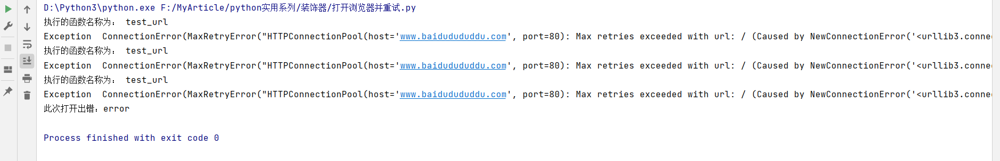 D:\Python3\python.exe F:/MyArticle/python实用系列/装饰器/打开浏览器并重试.py
执行的函数名称为： test_url
Exception  ConnectionError(MaxRetryError("HTTPConnectionPool(host='www.baidudududdu.com', port=80): Max retries exceeded with url: / (Caused by NewConnectionError('<urllib3.conne
执行的函数名称为： test_url
Exception  ConnectionError(MaxRetryError("HTTPConnectionPool(host='www.baidudududdu.com', port=80): Max retries exceeded with url: / (Caused by NewConnectionError('<urllib3.conne
执行的函数名称为： test_url
Exception  ConnectionError(MaxRetryError("HTTPConnectionPool(host='www.baidudududdu.com', port=80): Max retries exceeded with url: / (Caused by NewConnectionError('<urllib3.conne
此次打开出错：error
Process finished with exit code 0